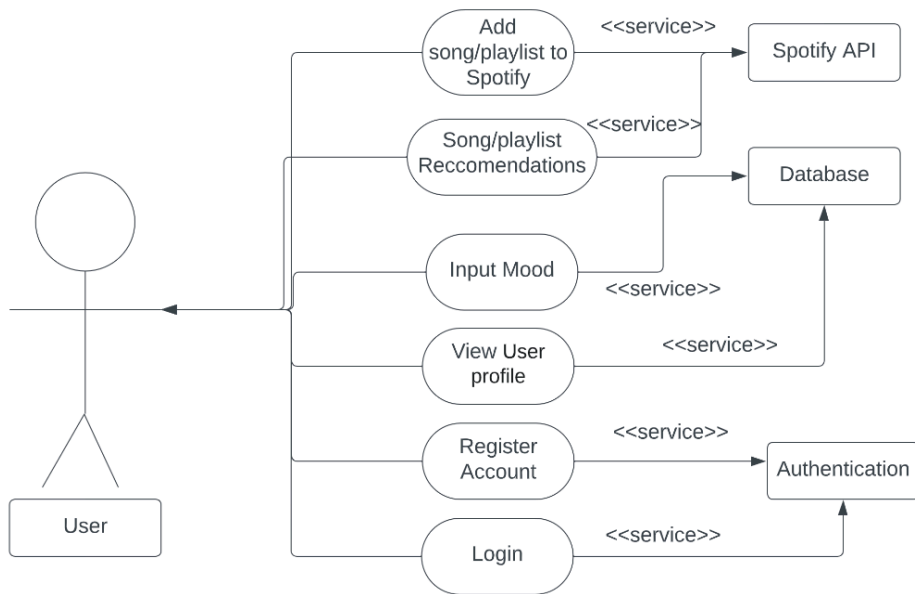 Add
song/playlist to
Spotify
<<service>>
Spotify API
Song/playlist
Reccomendations
<<service>>
Database
Input Mood
<<service>>
View User
profile
<<service>>
Register
Account
<<service>>
Authentication
User
Login
<<service>>